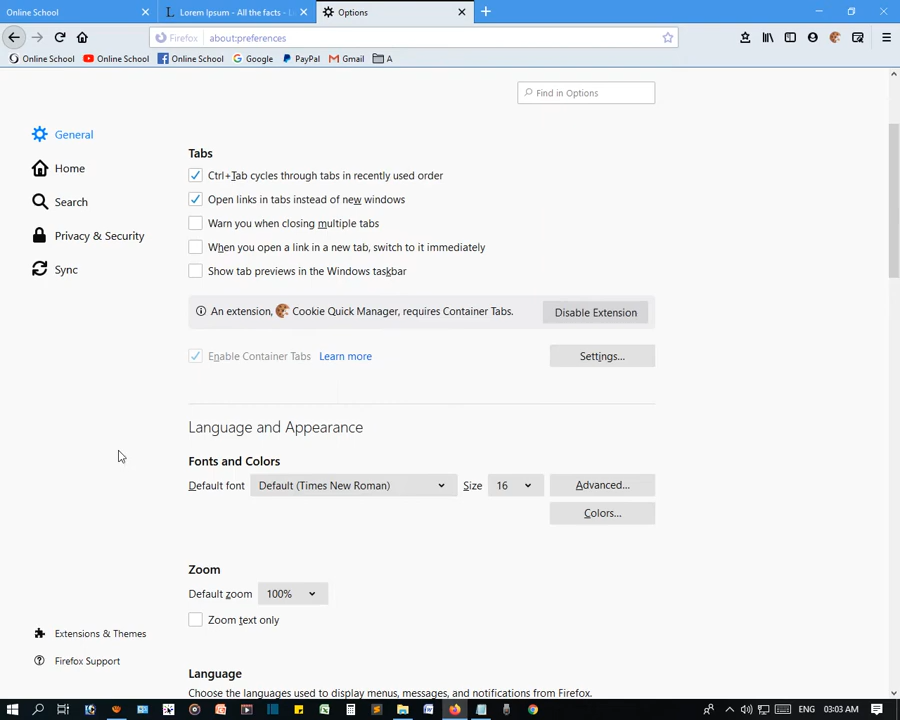 Online School
Lorem Ipsum - All the facts - L
Options
Firefox about:preferences
Online School Online School Online School Google PayPal Gmail A
Find in Options
General
Home
Search
Privacy & Security
Sync
Extensions & Themes
Firefox Support
Tabs
Ctrl+Tab cycles through tabs in recently used order
Open links in tabs instead of new windows
Warn you when closing multiple tabs
When you open a link in a new tab, switch to it immediately
Show tab previews in the Windows taskbar
An extension, Cookie Quick Manager, requires Container Tabs. Disable Extension
Enable Container Tabs Learn more Settings...
Language and Appearance
Fonts and Colors
Default font Default (Times New Roman) Size 16 Advanced...
Colors...
Zoom
Default zoom 100%
Zoom text only
Language
Choose the languages used to display menus, messages, and notifications from Firefox.
ENG 03:03 AM